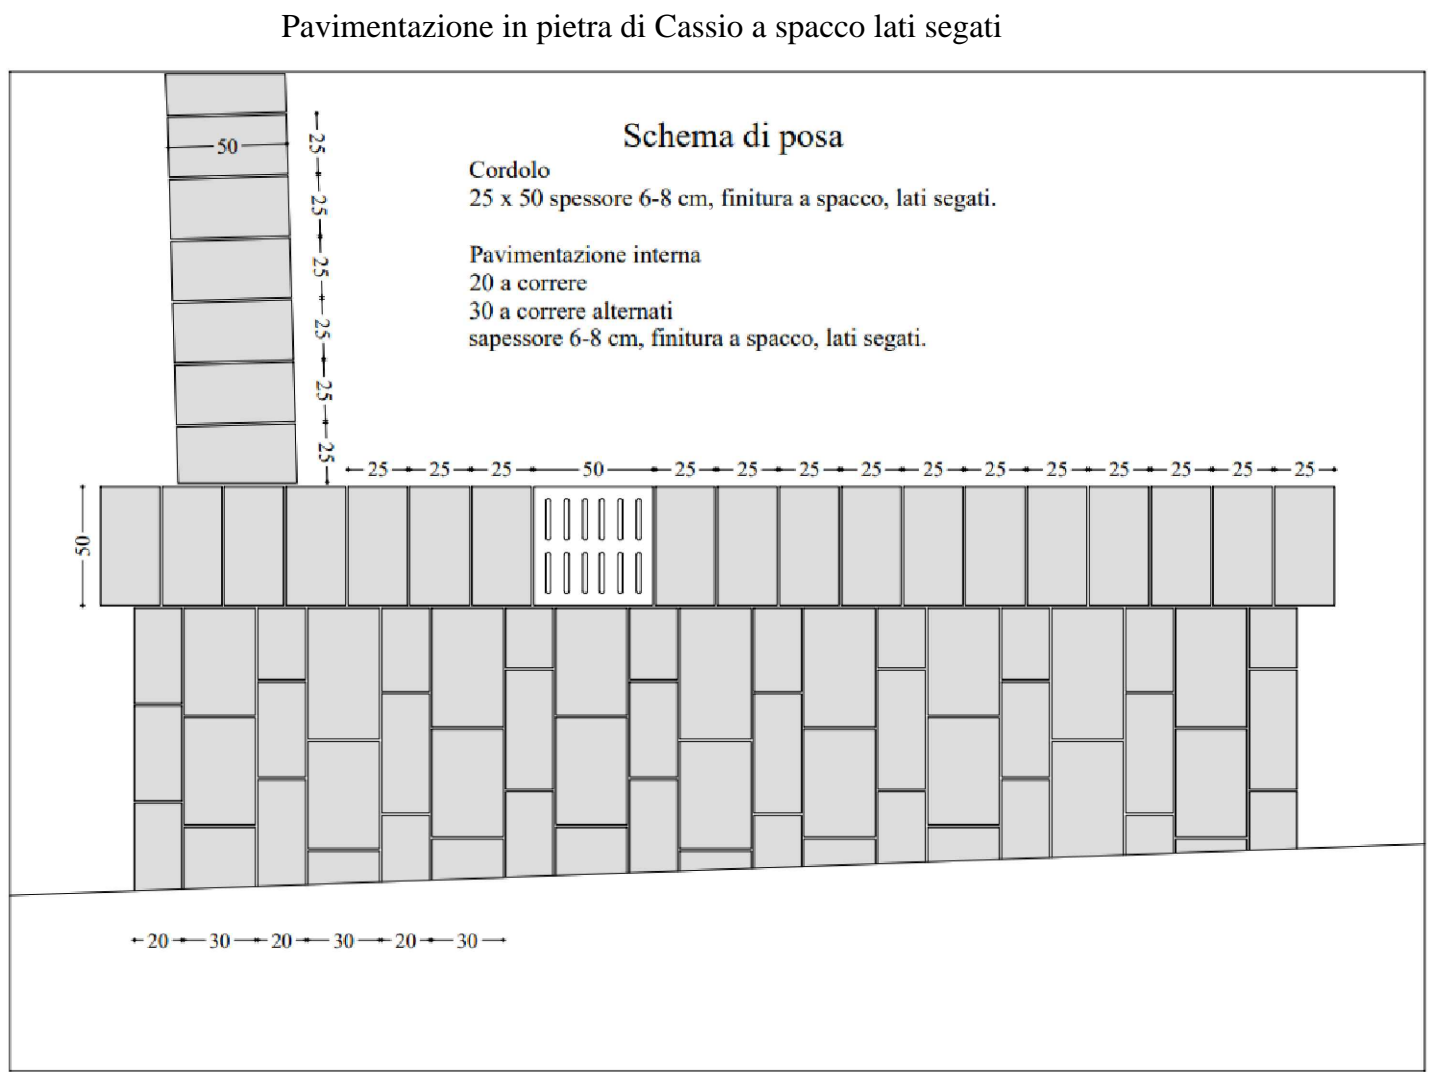 Pavimentazione in pietra di Cassio a spacco lati segati
Schema di posa
Cordolo
25 x 50 spessore 6-8 cm, finitura a spacco, lati segati.
Pavimentazione interna
20 a correre
30 a correre alternati
sapessore 6-8 cm, finitura a spacco, lati segati.
50
25
25
25
25
25
25
25 25 25 50 25 25 25 25 25 25 25 25 25 25 25
50
20 30 20 30 20 30